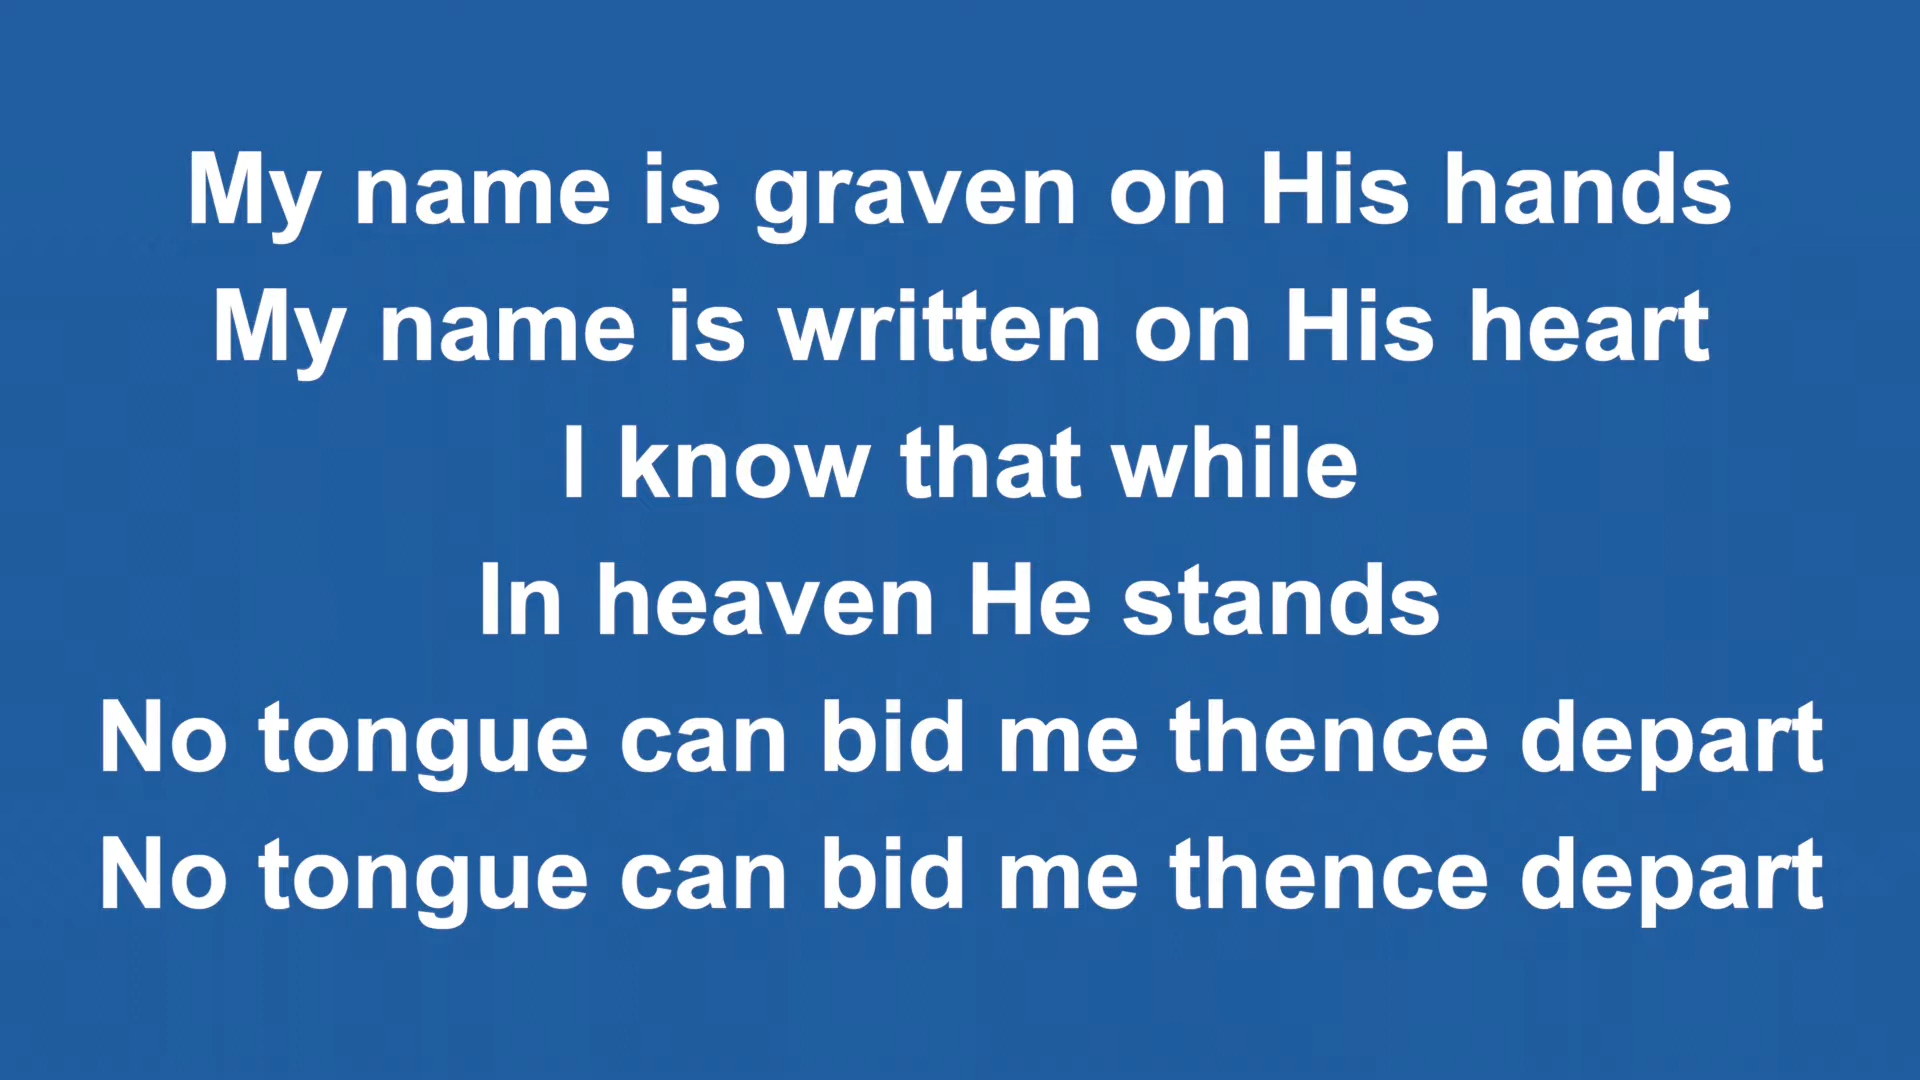 My name is graven on His hands
My name is written on His heart
I know that while
In heaven He stands
No tongue can bid me thence depart
No tongue can bid me thence depart